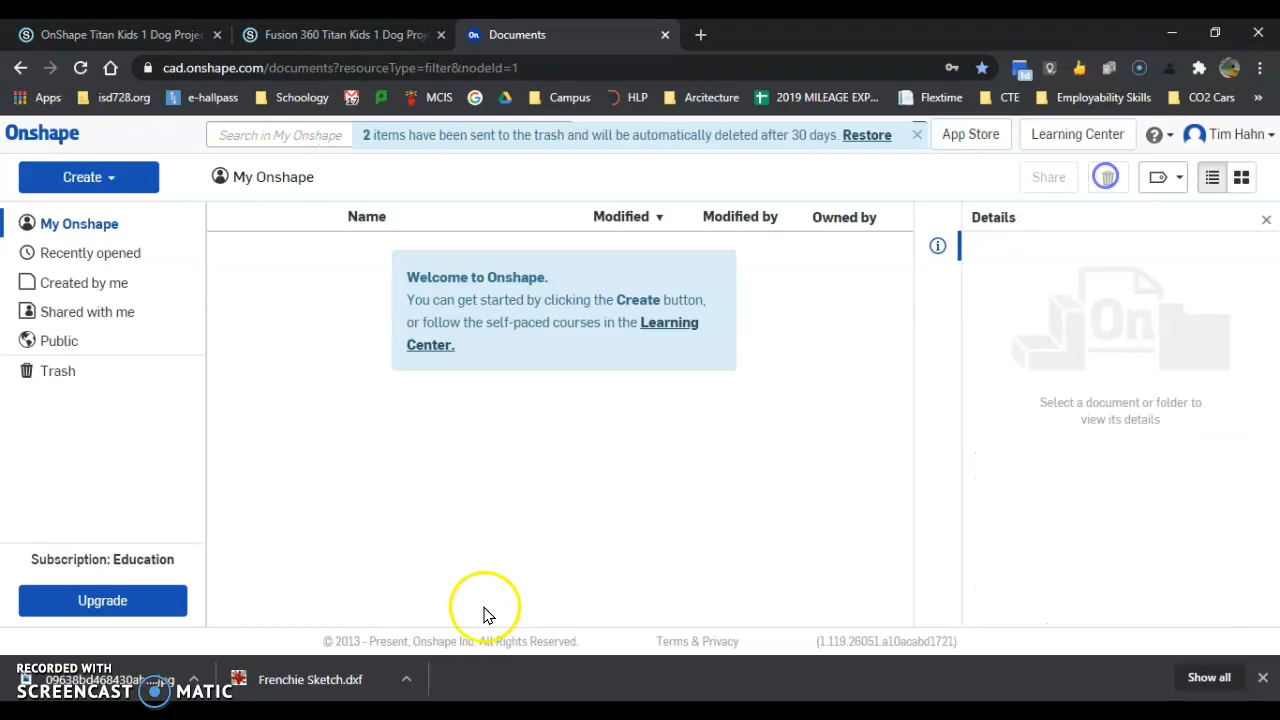 OnShape Titan Kids 1 Dog Proje
Fusion 360 Titan Kids 1 Dog Pro
Documents
cad.onshape.com/documents?resourceType=filter&nodeId=1
1d
Apps
isd728.org
e-hallpass
Schoology
MCIS
Campus
HLP
Arcitecture
2019 MILEAGE EXP...
Flextime
CTE
Employability Skills
CO2 Cars
»
Onshape
Search in My Onshape
2 items have been sent to the trash and will be automatically deleted after 30 days. Restore
App Store
Learning Center
Tim Hahn
Create
My Onshape
Share
My Onshape
Recently opened
Created by me
Shared with me
Public
Trash
Name
Modified
Modified by
Owned by
Details
Welcome to Onshape.
You can get started by clicking the Create button,
or follow the self-paced courses in the Learning
Center.
On
Select a document or folder to
view its details
Subscription: Education
Upgrade
© 2013 - Present, Onshape Inc. All Rights Reserved.
Terms & Privacy
(1.119.26051.a10acabd1721)
RECORDED WITH
SCREENCAST MATIC
Frenchie Sketch.dxf
Show all